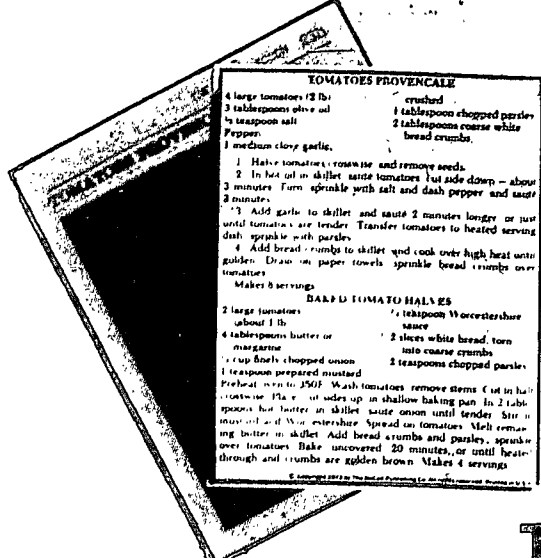 TOMATOES PROVENCALE
4 large tomatoes (2 lb)
3 tablespoons olive oil
½ teaspoon salt
Pepper
1 medium clove garlic,
crushed
1 tablespoon chopped parsley
2 tablespoons coarse white
bread crumbs,
1 Halve tomatoes crosswise and remove seeds.
2 In hot oil in skillet sauté tomatoes cut side down — about
3 minutes Turn sprinkle with salt and dash pepper and sauté
3 minutes
3 Add garlic to skillet and sauté 2 minutes longer or just
until tomatoes are tender Transfer tomatoes to heated serving
dish sprinkle with parsley
4 Add bread crumbs to skillet and cook over high heat until
golden Drain on paper towels sprinkle bread crumbs over
tomatoes
Makes 8 servings
BAKED TOMATO HALVES
2 large tomatoes
(about 1 lb
4 tablespoons butter or
margarine
cup finely chopped onion
1 teaspoon prepared mustard
teaspoon Worcestershire
sauce
2 slices white bread, torn
into coarse crumbs
2 teaspoons chopped parsley
Preheat oven to 350F Wash tomatoes remove stems Cut in half
crosswise Place cut sides up in shallow baking pan In 2 table
spoons hot butter in skillet sauté onion until tender Stir in
mustard and Worcestershire Spread on tomatoes Melt remain
ing butter in skillet Add bread crumbs and parsley, sprinkle
over tomatoes Bake uncovered 20 minutes, or until heated
through and crumbs are golden brown Makes 4 servings
TOMATOES